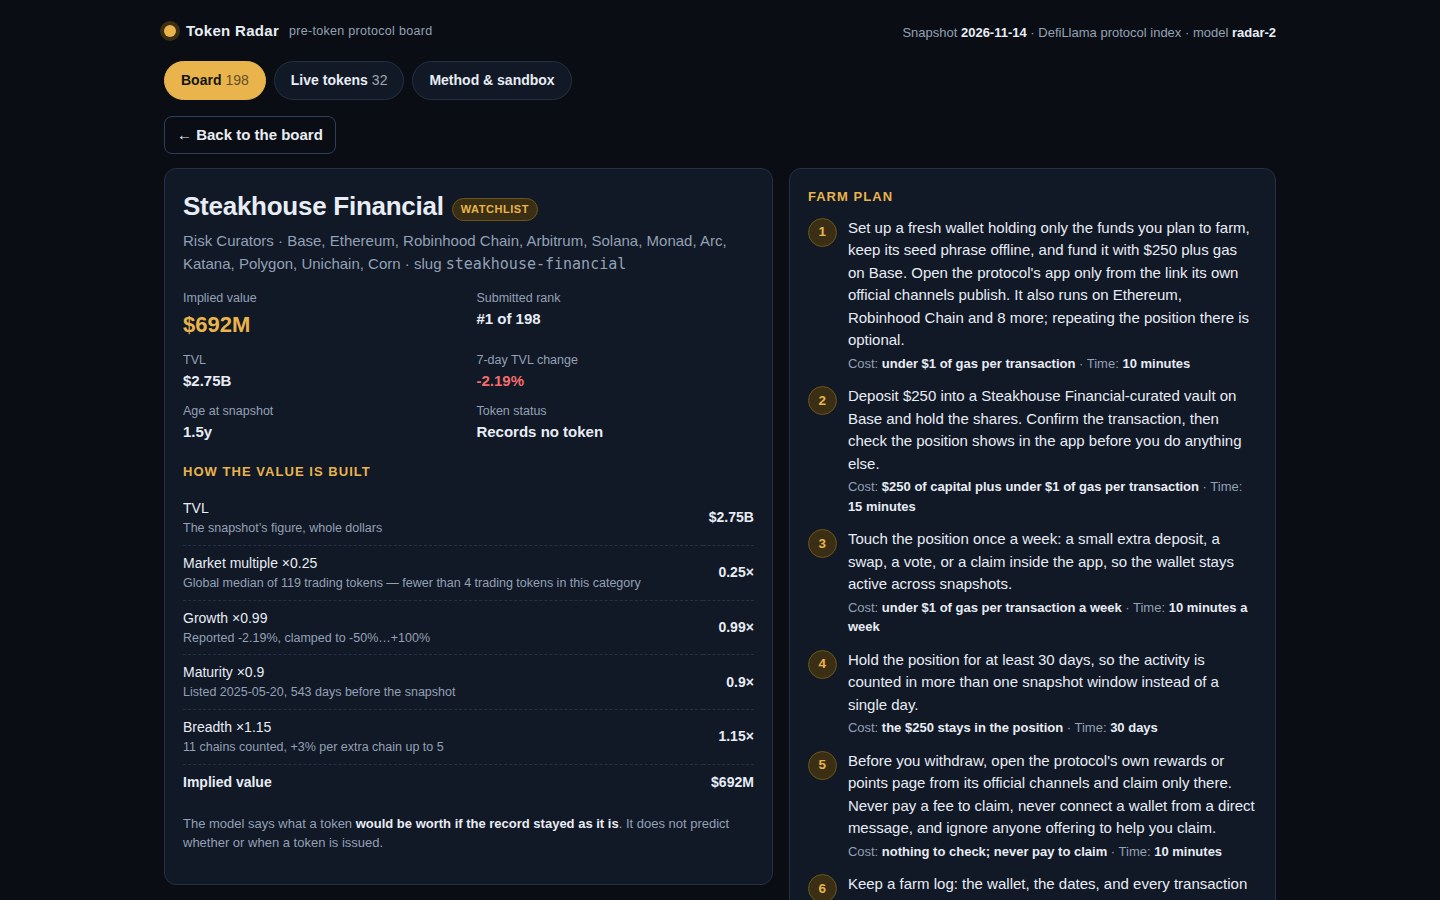 Token Radar pre-token protocol board
Snapshot 2026-11-14 · DefiLlama protocol index · model radar-2
Board 198
Live tokens 32
Method & sandbox
← Back to the board
Steakhouse Financial WATCHLIST
Risk Curators · Base, Ethereum, Robinhood Chain, Arbitrum, Solana, Monad, Arc,
Katana, Polygon, Unichain, Corn · slug steakhouse-financial
Implied value
$692M
Submitted rank
#1 of 198
TVL
$2.75B
7-day TVL change
-2.19%
Age at snapshot
1.5y
Token status
Records no token
HOW THE VALUE IS BUILT
TVL
The snapshot's figure, whole dollars
$2.75B
Market multiple ×0.25
Global median of 119 trading tokens — fewer than 4 trading tokens in this category
0.25×
Growth ×0.99
Reported -2.19%, clamped to -50%…+100%
0.99×
Maturity ×0.9
Listed 2025-05-20, 543 days before the snapshot
0.9×
Breadth ×1.15
11 chains counted, +3% per extra chain up to 5
1.15×
Implied value
$692M
The model says what a token would be worth if the record stayed as it is. It does not predict
whether or when a token is issued.
FARM PLAN
1
Set up a fresh wallet holding only the funds you plan to farm,
keep its seed phrase offline, and fund it with $250 plus gas
on Base. Open the protocol's app only from the link its own
official channels publish. It also runs on Ethereum,
Robinhood Chain and 8 more; repeating the position there is
optional.
Cost: under $1 of gas per transaction · Time: 10 minutes
2
Deposit $250 into a Steakhouse Financial-curated vault on
Base and hold the shares. Confirm the transaction, then
check the position shows in the app before you do anything
else.
Cost: $250 of capital plus under $1 of gas per transaction · Time:
15 minutes
3
Touch the position once a week: a small extra deposit, a
swap, a vote, or a claim inside the app, so the wallet stays
active across snapshots.
Cost: under $1 of gas per transaction a week · Time: 10 minutes a
week
4
Hold the position for at least 30 days, so the activity is
counted in more than one snapshot window instead of a
single day.
Cost: the $250 stays in the position · Time: 30 days
5
Before you withdraw, open the protocol's own rewards or
points page from its official channels and claim only there.
Never pay a fee to claim, never connect a wallet from a direct
message, and ignore anyone offering to help you claim.
Cost: nothing to check; never pay to claim · Time: 10 minutes
6
Keep a farm log: the wallet, the dates, and every transaction